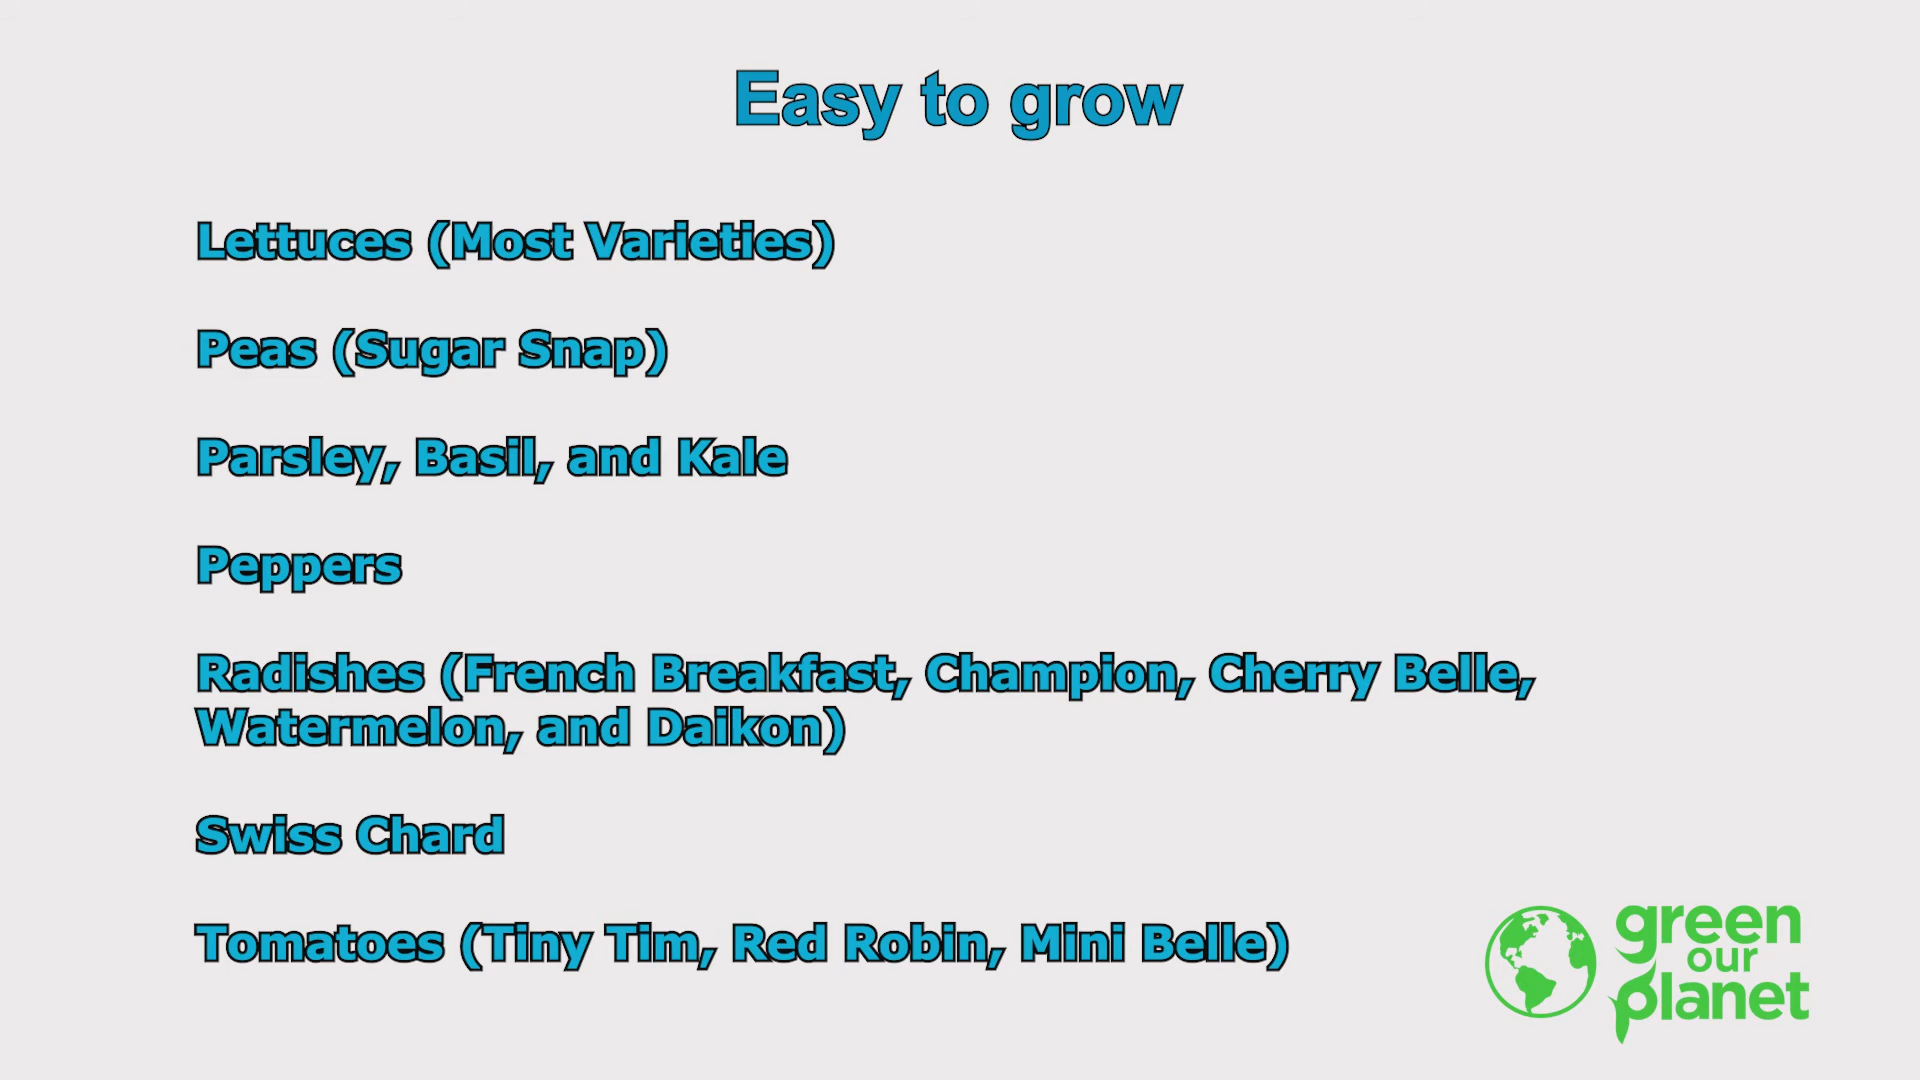 Easy to grow
Lettuces (Most Varieties)
Peas (Sugar Snap)
Parsley, Basil, and Kale
Peppers
Radishes (French Breakfast, Champion, Cherry Belle,
Watermelon, and Daikon)
Swiss Chard
Tomatoes (Tiny Tim, Red Robin, Mini Belle)
green
our
planet